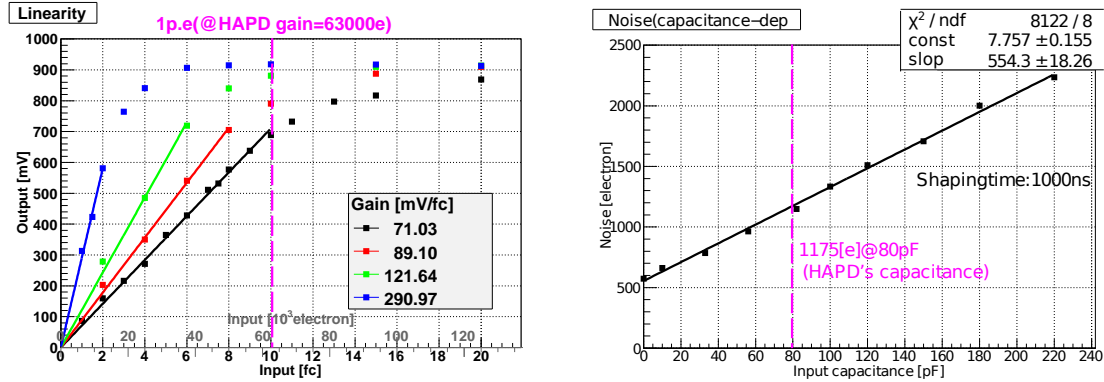 Linearity
1p.e(@HAPD gain=63000e)
Output [mV]
1000
900
800
700
600
500
400
300
200
100
0
Gain [mV/fc]
71.03
89.10
121.64
290.97
Input [10³electron]
0 20 40 60 80 100 120
0 2 4 6 8 10 12 14 16 18 20
Input [fc]
Noise(capacitance−dep
χ² / ndf 8122 / 8
const 7.757 ±0.155
slop 554.3 ±18.26
Noise [electron]
2500
2000
1500
1000
500
0
Shapingtime:1000ns
1175[e]@80pF
(HAPD's capacitance)
0 20 40 60 80 100 120 140 160 180 200 220 240
Input capacitance [pF]